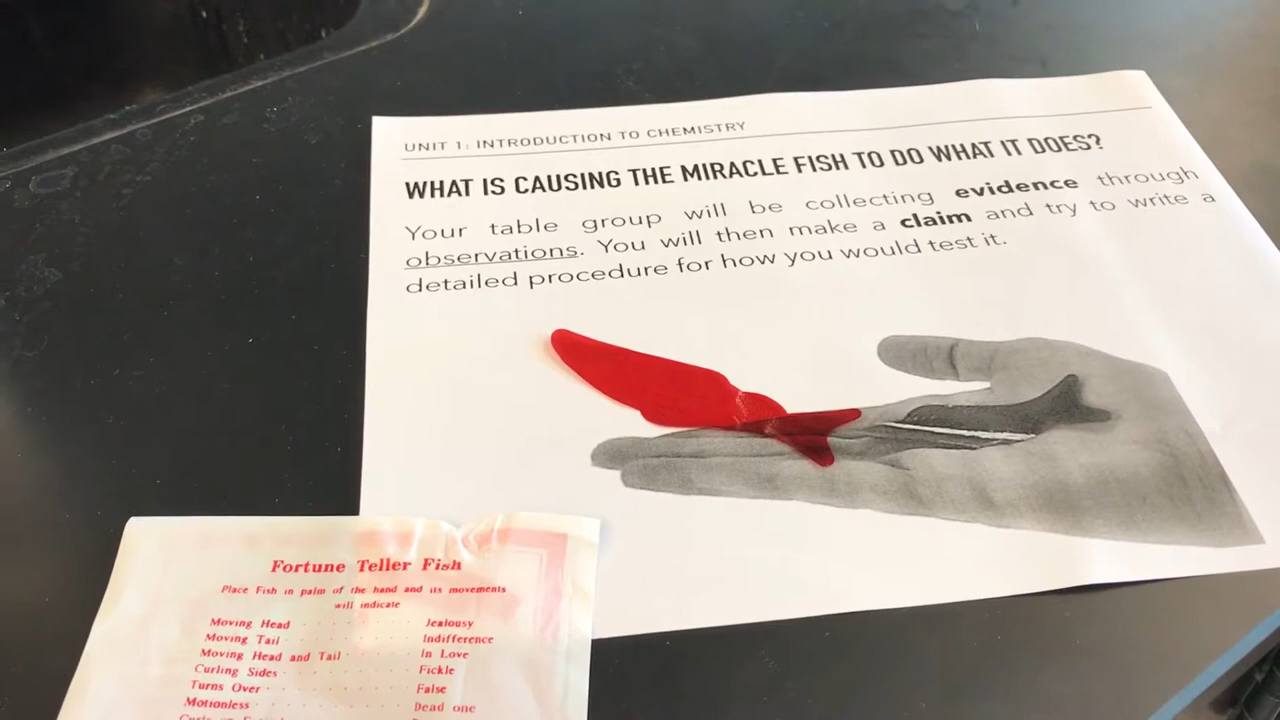 UNIT 1: INTRODUCTION TO CHEMISTRY
WHAT IS CAUSING THE MIRACLE FISH TO DO WHAT IT DOES?
Your table group will be collecting evidence through
observations. You will then make a claim and try to write a
detailed procedure for how you would test it.
Fortune Teller Fish
Place Fish in palm of the hand and its movements
will indicate
Moving Head . . . . . . Jealousy
Moving Tail . . . . . . . Indifference
Moving Head and Tail . . . . In Love
Curling Sides . . . . . . . Fickle
Turns Over . . . . . . . . False
Motionless . . . . . . . . Dead one